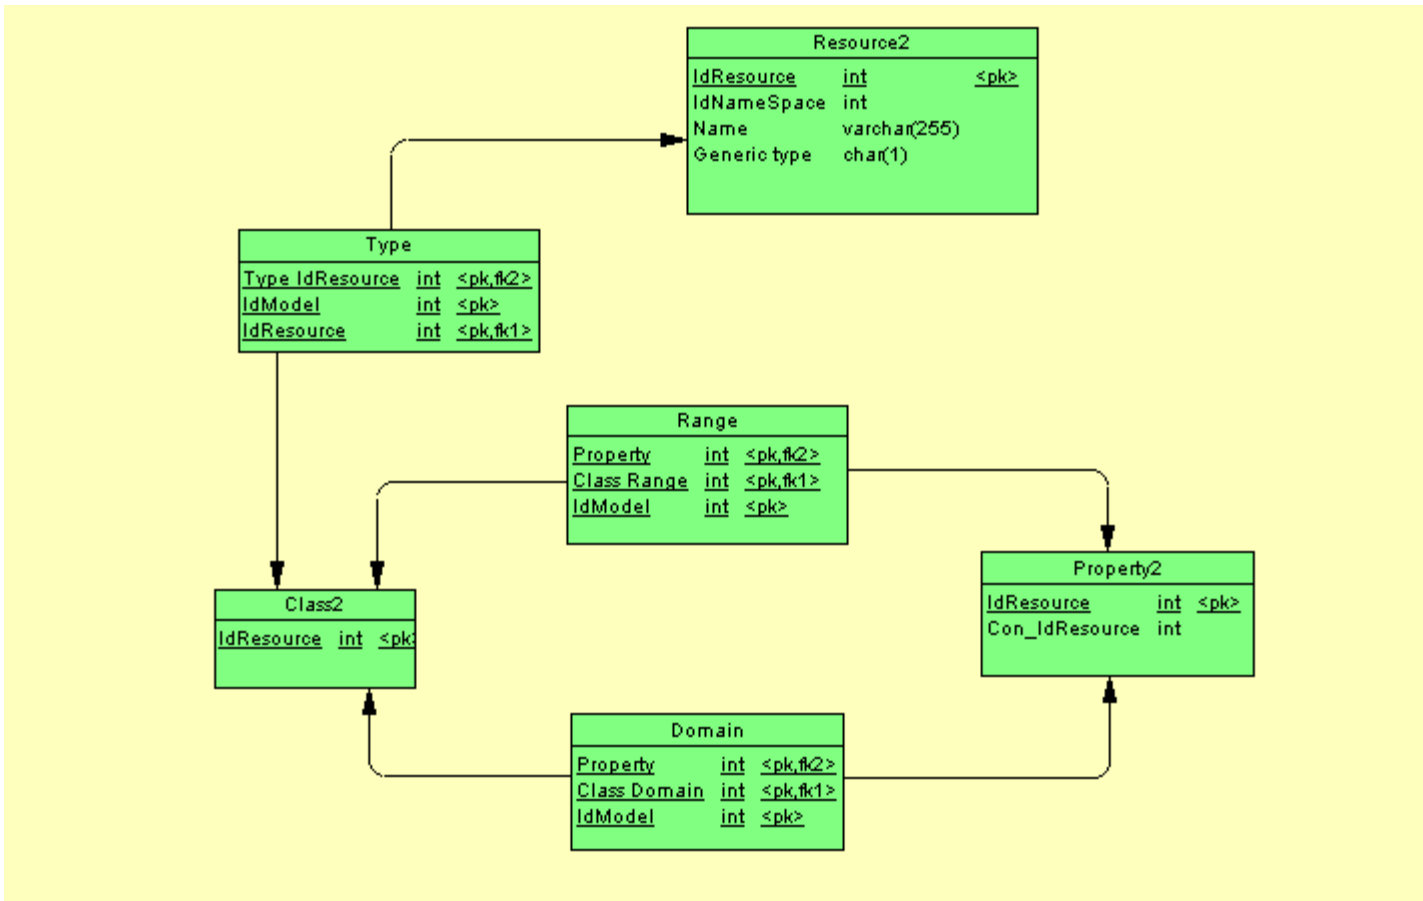 Resource2
IdResource int <pk>
IdNameSpace int
Name varchar(255)
Generic type char(1)
Type
Type IdResource int <pk,fk2>
IdModel int <pk>
IdResource int <pk,fk1>
Range
Property int <pk,fk2>
Class Range int <pk,fk1>
IdModel int <pk>
Property2
IdResource int <pk>
Con_IdResource int
Class2
IdResource int <pk
Domain
Property int <pk,fk2>
Class Domain int <pk,fk1>
IdModel int <pk>